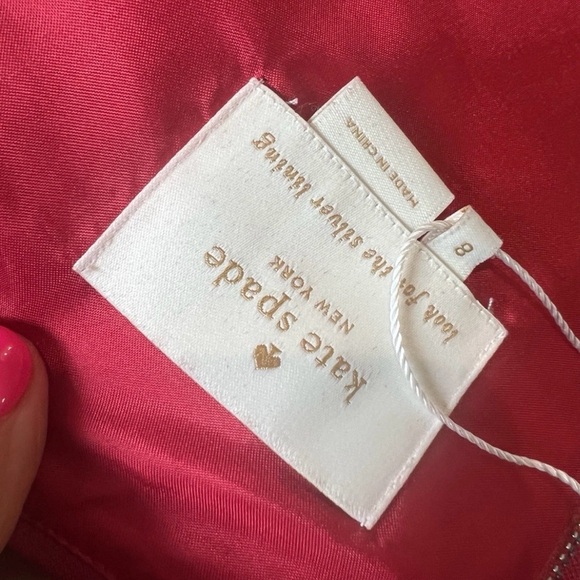 MADE IN CHINA
8
look for the silver lining
kate spade
NEW YORK